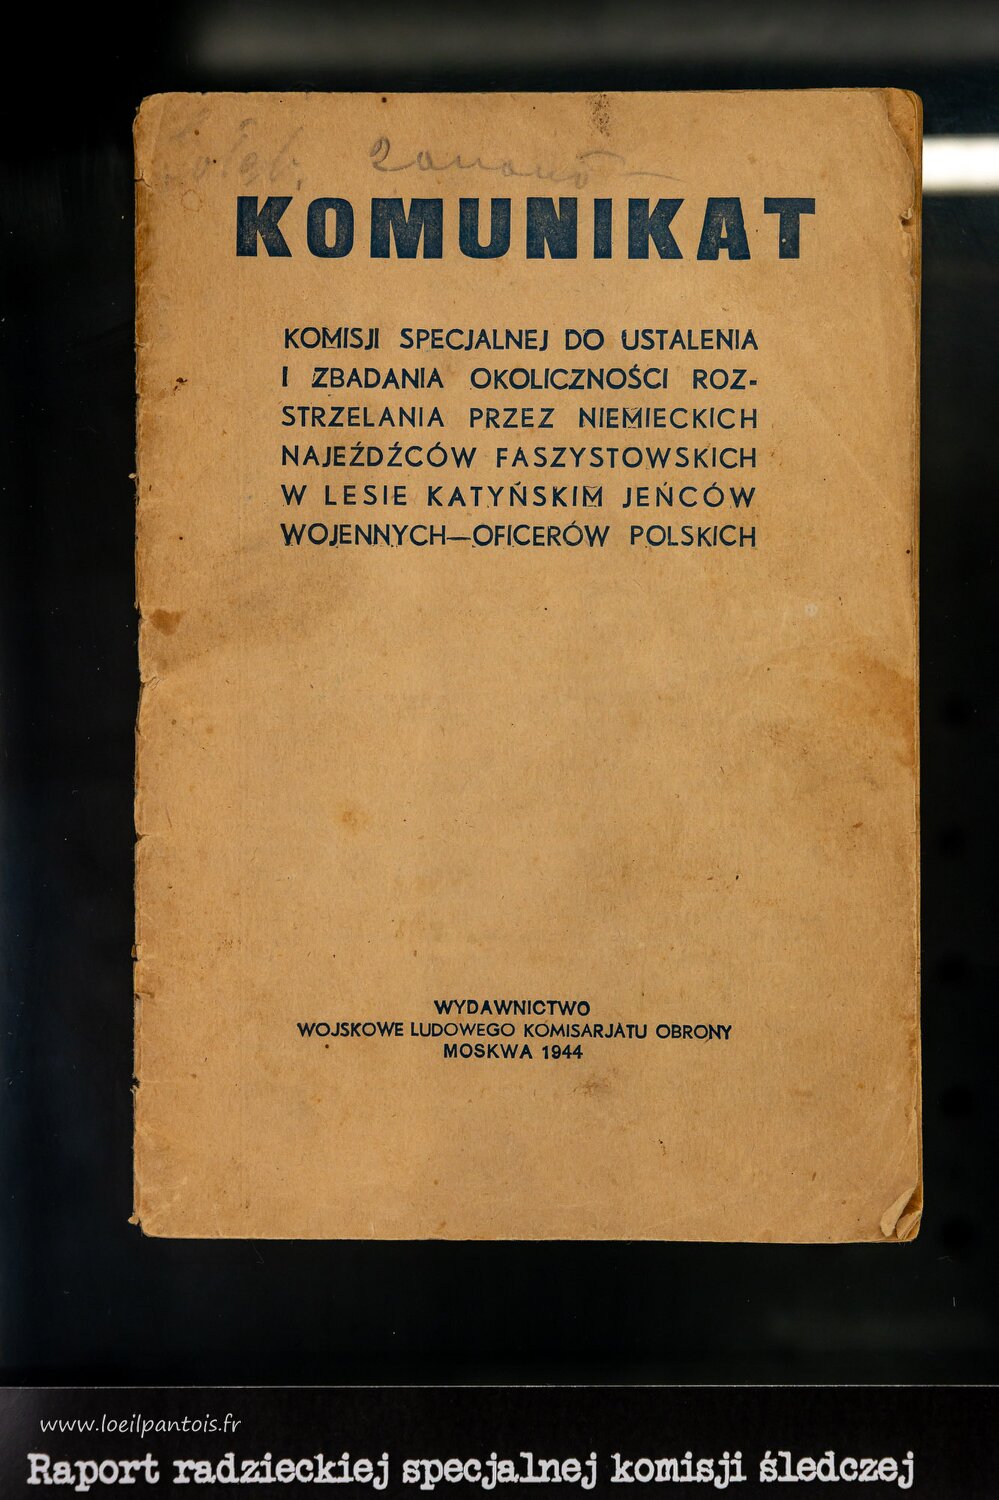 KOMUNIKAT
KOMISJI SPECJALNEJ DO USTALENIA
I ZBADANIA OKOLICZNOŚCI ROZ-
STRZELANIA PRZEZ NIEMIECKICH
NAJEŹDŹCÓW FASZYSTOWSKICH
W LESIE KATYŃSKIM JEŃCÓW
WOJENNYCH—OFICERÓW POLSKICH
WYDAWNICTWO
WOJSKOWE LUDOWEGO KOMISARJATU OBRONY
MOSKWA 1944
www.loeilpantois.fr
Raport radzieckiej specjalnej komisji śledczej